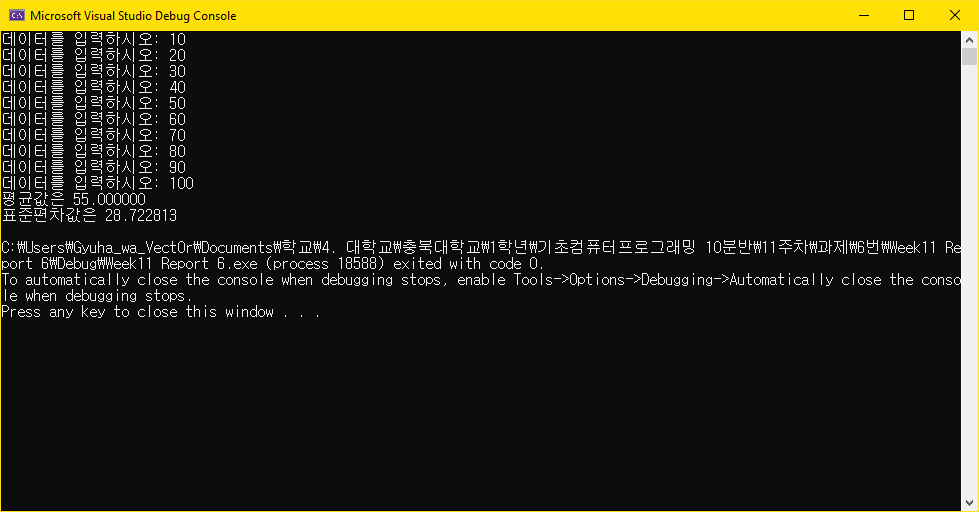 Microsoft Visual Studio Debug Console
데이터를 입력하시오: 10
데이터를 입력하시오: 20
데이터를 입력하시오: 30
데이터를 입력하시오: 40
데이터를 입력하시오: 50
데이터를 입력하시오: 60
데이터를 입력하시오: 70
데이터를 입력하시오: 80
데이터를 입력하시오: 90
데이터를 입력하시오: 100
평균값은 55.000000
표준편차값은 28.722813
C:₩Users₩Gyuha_wa_VectOr₩Documents₩학교₩4. 대학교₩충북대학교₩1학년₩기초컴퓨터프로그래밍 10분반₩11주차₩과제₩6번₩Week11 Re
port 6₩Debug₩Week11 Report 6.exe (process 18588) exited with code 0.
To automatically close the console when debugging stops, enable Tools->Options->Debugging->Automatically close the conso
le when debugging stops.
Press any key to close this window . . .